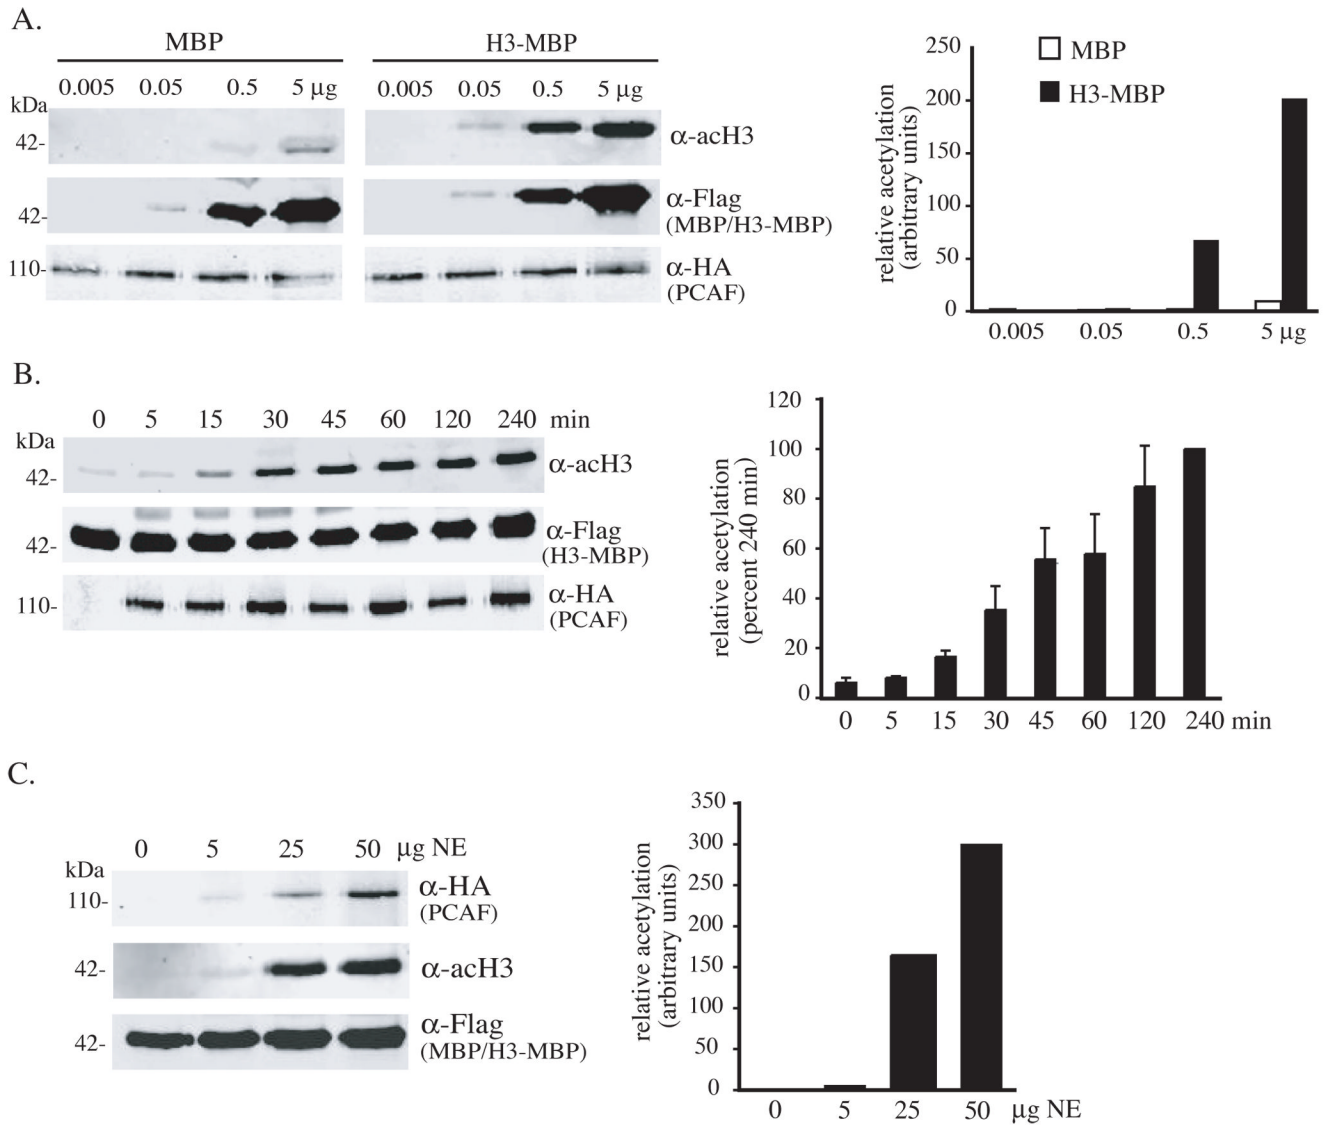 A.
MBP
H3-MBP
0.005 0.05 0.5 5 µg
0.005 0.05 0.5 5 µg
kDa
42-
α-acH3
42-
α-Flag
(MBP/H3-MBP)
110-
α-HA
(PCAF)
relative acetylation
(arbitrary units)
250
200
150
100
50
0
MBP
H3-MBP
0.005 0.05 0.5 5 µg
B.
0 5 15 30 45 60 120 240 min
kDa
42-
α-acH3
42-
α-Flag
(H3-MBP)
110-
α-HA
(PCAF)
relative acetylation
(percent 240 min)
120
100
80
60
40
20
0
0 5 15 30 45 60 120 240 min
C.
0 5 25 50 µg NE
kDa
110-
α-HA
(PCAF)
42-
α-acH3
42-
α-Flag
(MBP/H3-MBP)
relative acetylation
(arbitrary units)
350
300
250
200
150
100
50
0
0 5 25 50 µg NE